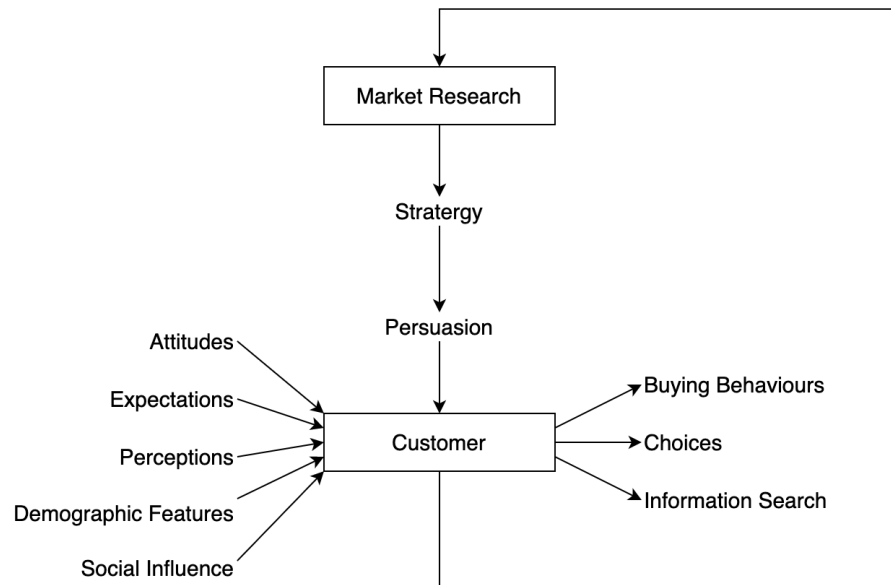 Market Research
Stratergy
Persuasion
Attitudes
Expectations
Perceptions
Demographic Features
Social Influence
Customer
Buying Behaviours
Choices
Information Search